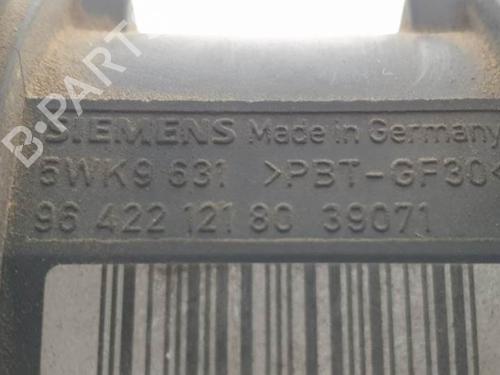 B-PARTS
SIEMENS Made in Germany
5WK9 631 >PBT-GF30<
96 422 121 80 39071